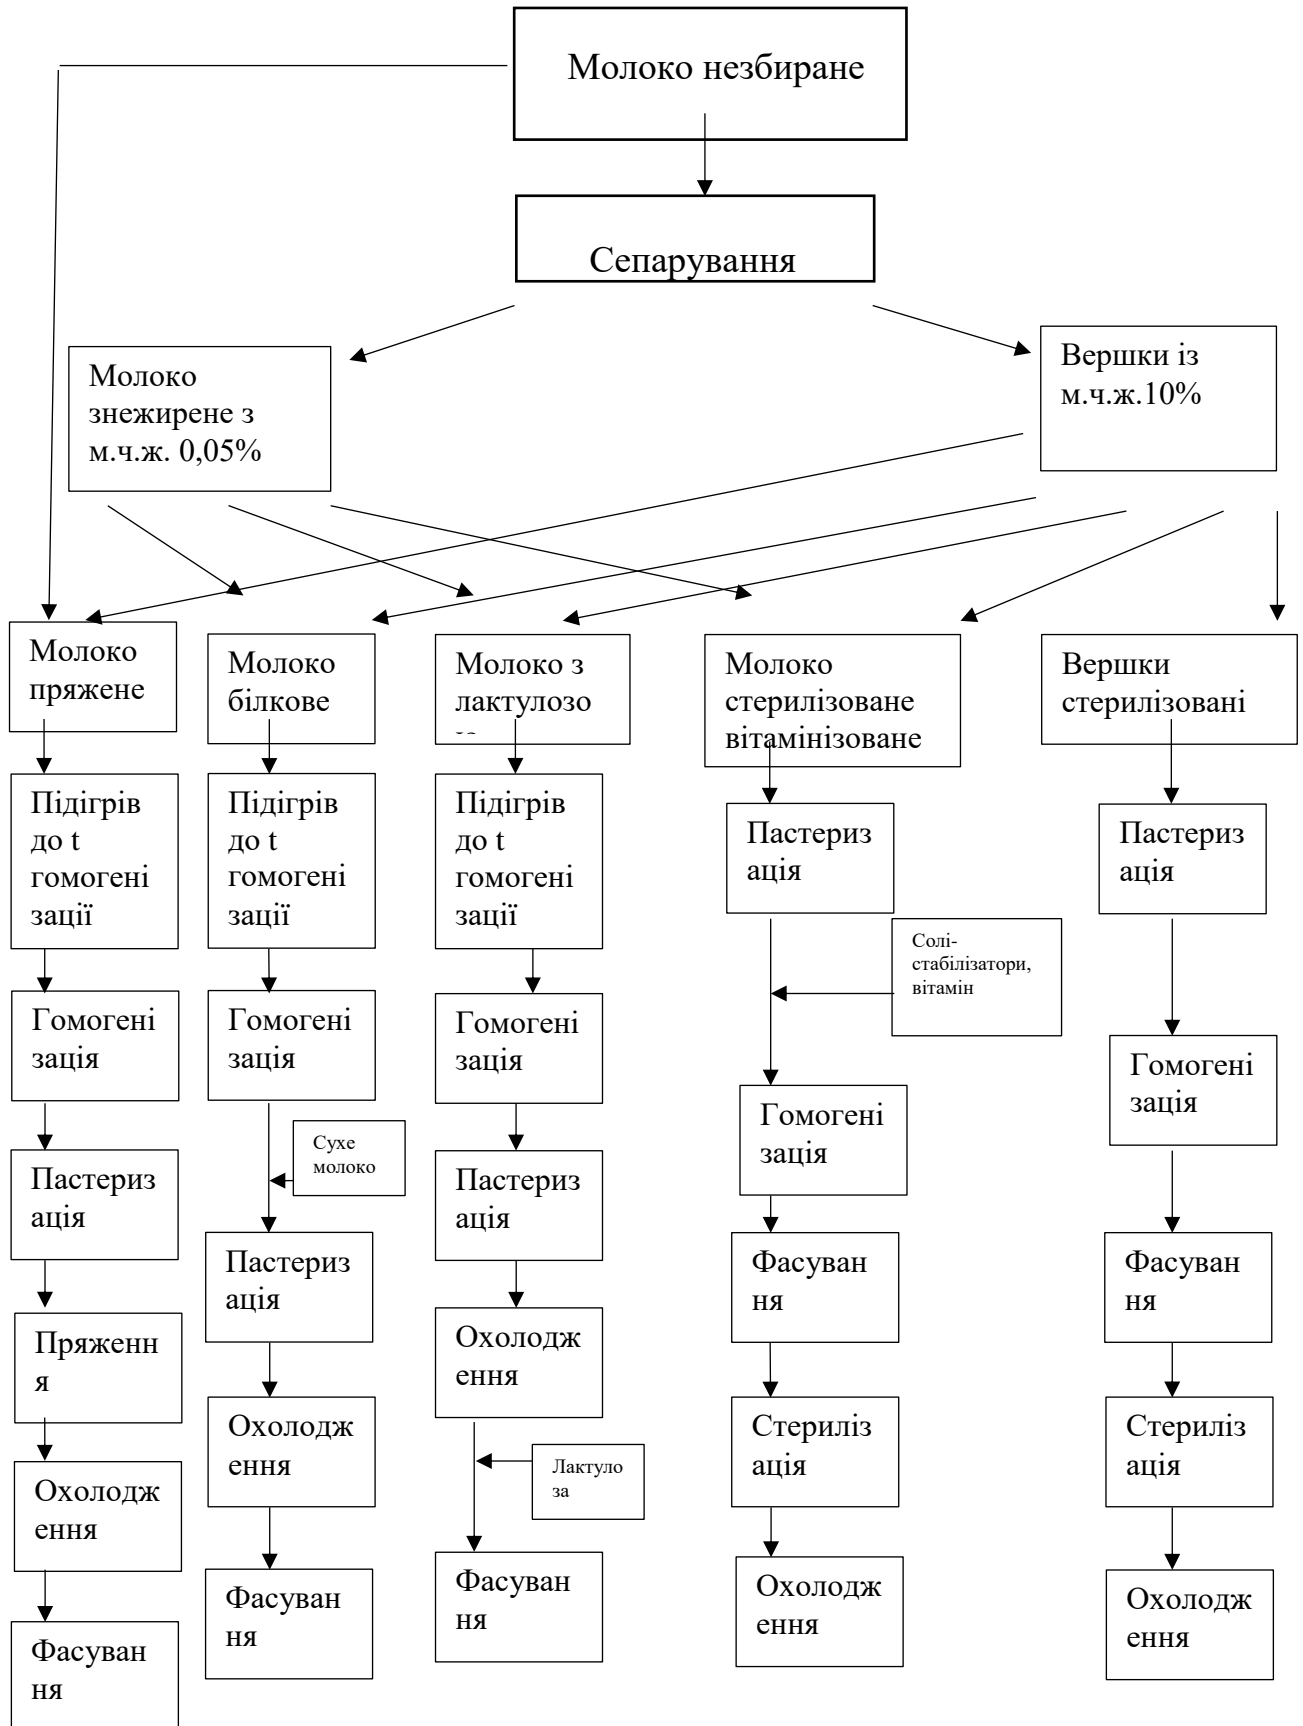 Молоко незбиране
Сепарування
Молоко
знежирене з
м.ч.ж. 0,05%
Вершки із
м.ч.ж.10%
Молоко
пряжене
Підігрів
до t
гомогені
зації
Гомогені
зація
Пастериз
ація
Пряженн
я
Охолодж
ення
Фасуван
ня
Молоко
білкове
Підігрів
до t
гомогені
зації
Гомогені
зація
Сухе
молоко
Пастериз
ація
Охолодж
ення
Фасуван
ня
Молоко з
лактулозо
Підігрів
до t
гомогені
зації
Гомогені
зація
Пастериз
ація
Охолодж
ення
Лактуло
за
Фасуван
ня
Молоко
стерилізоване
вітамінізоване
Пастериз
ація
Солі-
стабілізатори,
вітамін
Гомогені
зація
Фасуван
ня
Стериліз
ація
Охолодж
ення
Вершки
стерилізовані
Пастериз
ація
Гомогені
зація
Фасуван
ня
Стериліз
ація
Охолодж
ення